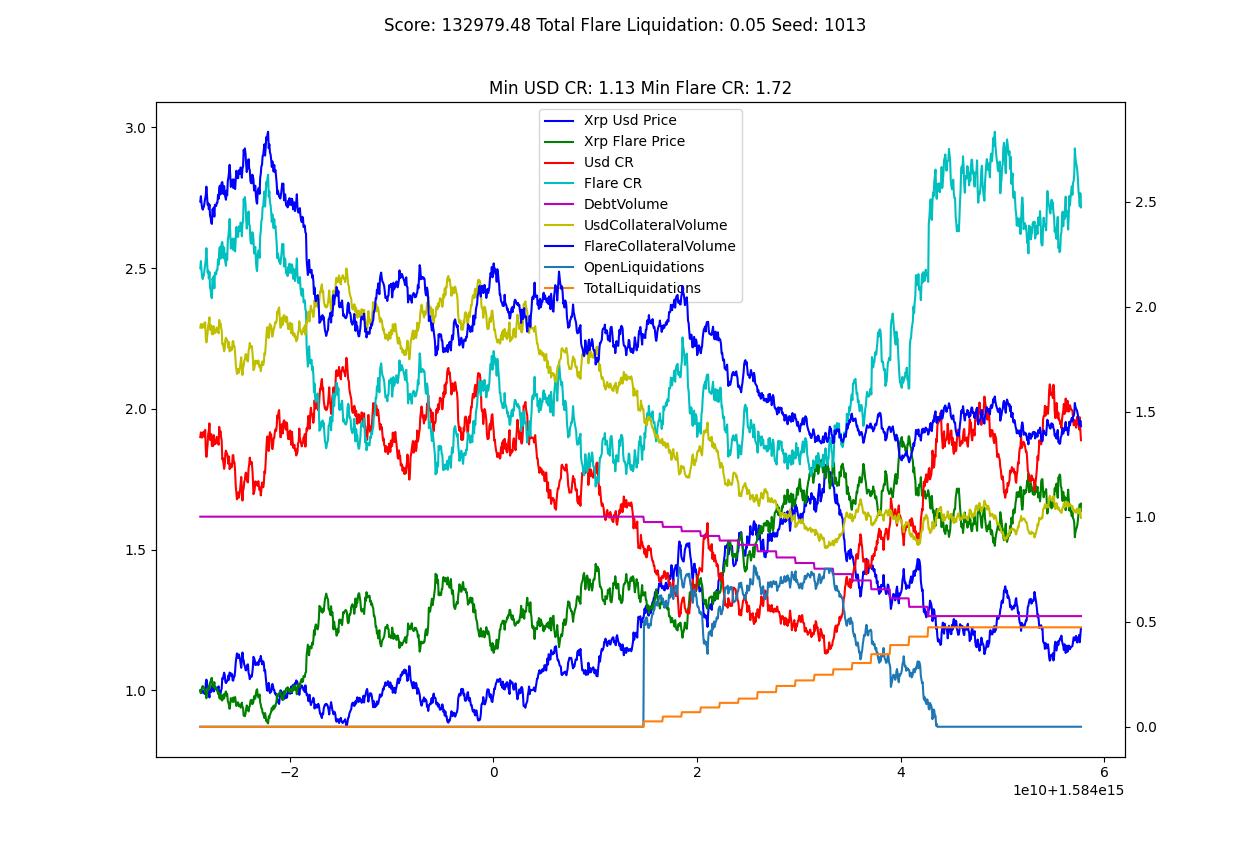 Score: 132979.48 Total Flare Liquidation: 0.05 Seed: 1013
Min USD CR: 1.13 Min Flare CR: 1.72
Xrp Usd Price
Xrp Flare Price
Usd CR
Flare CR
DebtVolume
UsdCollateralVolume
FlareCollateralVolume
OpenLiquidations
TotalLiquidations
3.0
2.5
2.0
1.5
1.0
2.5
2.0
1.5
1.0
0.5
0.0
−2 0 2 4 6
1e10+1.584e15